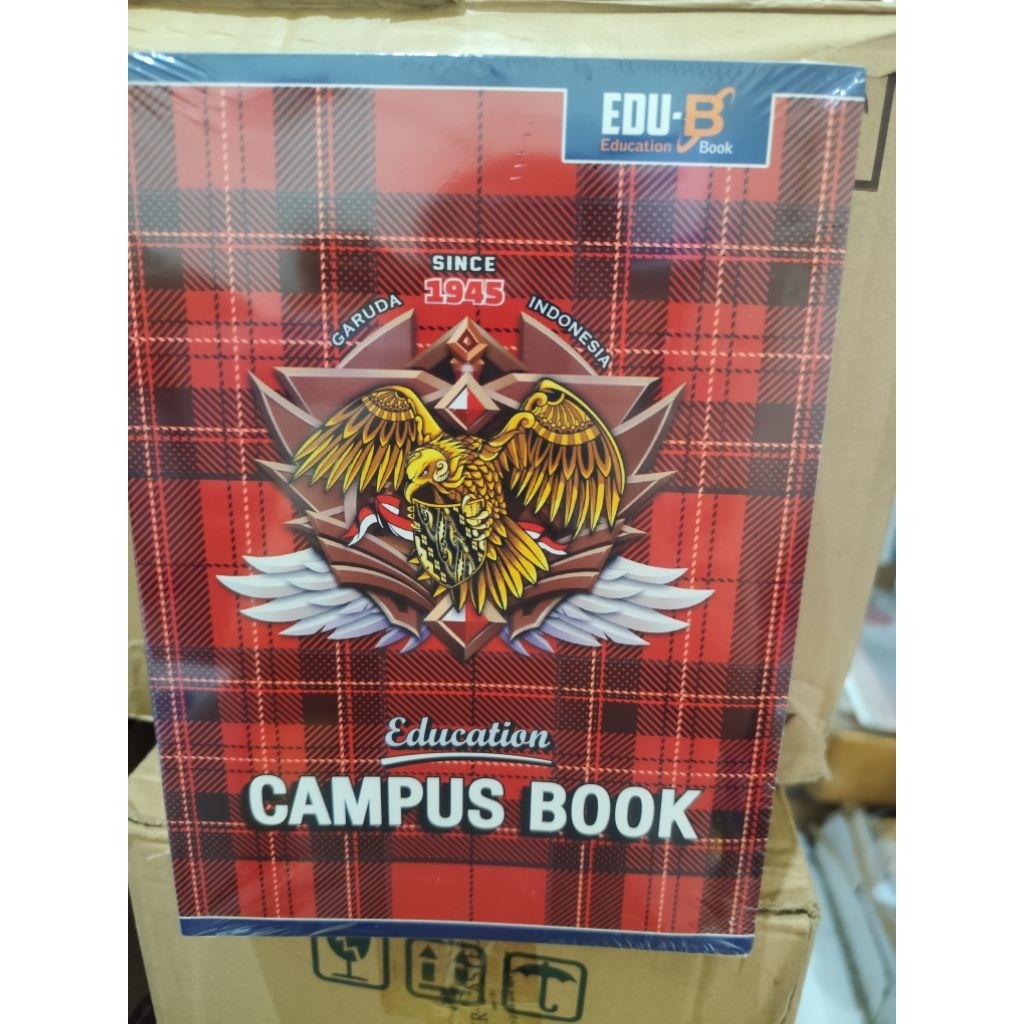 EDU-B
Education Book
SINCE
1945
GARUDA INDONESIA
Education
CAMPUS BOOK